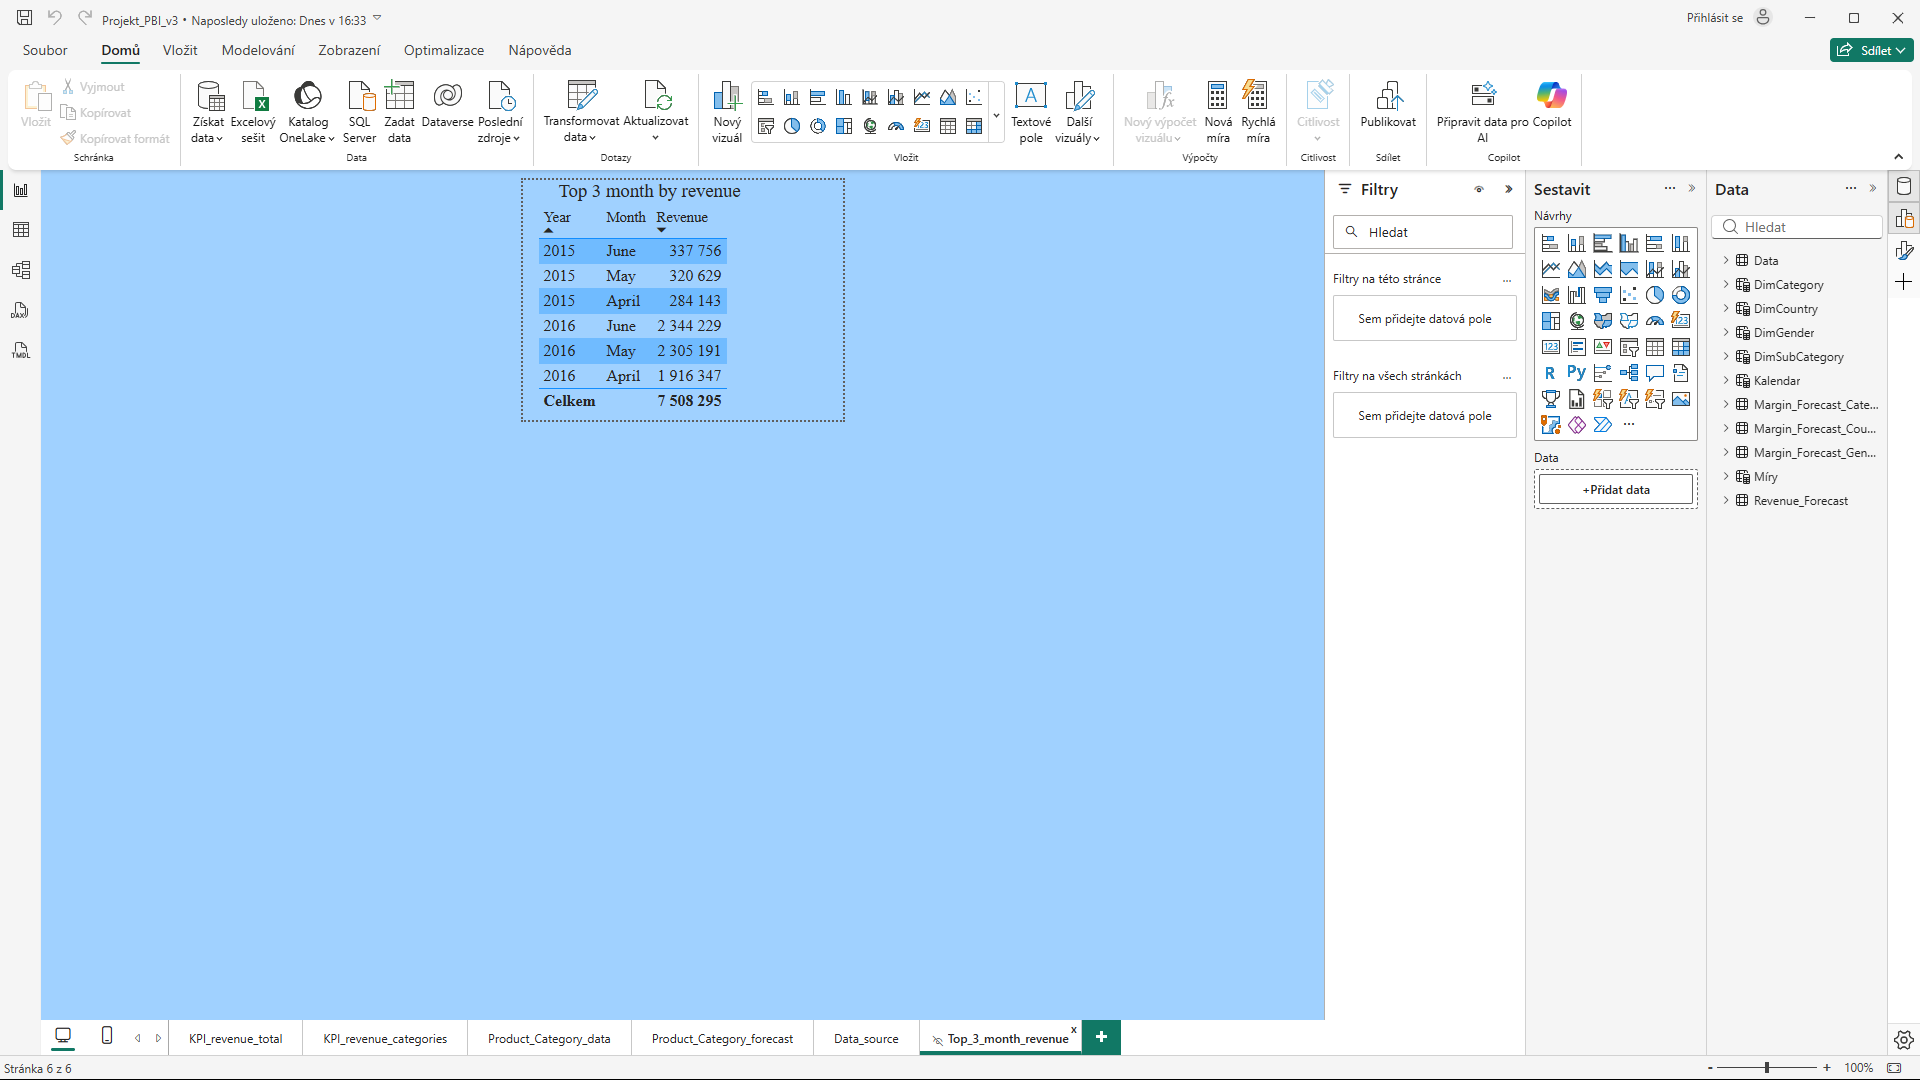 Projekt_PBI_v3 • Naposledy uloženo: Dnes v 16:33
Přihlásit se
Soubor Domů Vložit Modelování Zobrazení Optimalizace Nápověda
Sdílet
Vložit
Vyjmout
Kopírovat
Kopírovat formát
Schránka
Získat data
Excelový sešit
Katalog OneLake
SQL Server
Zadat data
Dataverse
Poslední zdroje
Data
Transformovat data
Aktualizovat
Dotazy
Nový vizuál
Textové pole
Další vizuály
Vložit
Nový výpočet vizuálu
Nová míra
Rychlá míra
Výpočty
Citlivost
Citlivost
Publikovat
Sdílet
Připravit data pro AI
Copilot
Copilot
Top 3 month by revenue
Year Month Revenue
2015 June 337 756
2015 May 320 629
2015 April 284 143
2016 June 2 344 229
2016 May 2 305 191
2016 April 1 916 347
Celkem 7 508 295
Filtry
Hledat
Filtry na této stránce
Sem přidejte datová pole
Filtry na všech stránkách
Sem přidejte datová pole
Sestavit
Návrhy
Data
+Přidat data
Data
Hledat
Data
DimCategory
DimCountry
DimGender
DimSubCategory
Kalendar
Margin_Forecast_Cate...
Margin_Forecast_Cou...
Margin_Forecast_Gen...
Míry
Revenue_Forecast
DAX
TMDL
KPI_revenue_total KPI_revenue_categories Product_Category_data Product_Category_forecast Data_source Top_3_month_revenue x
Stránka 6 z 6
- + 100%